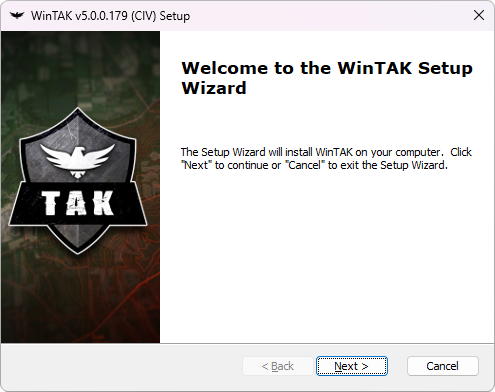 WinTAK v5.0.0.179 (CIV) Setup
Welcome to the WinTAK Setup
Wizard
The Setup Wizard will install WinTAK on your computer.  Click
"Next" to continue or "Cancel" to exit the Setup Wizard.
TAK
< Back
Next >
Cancel